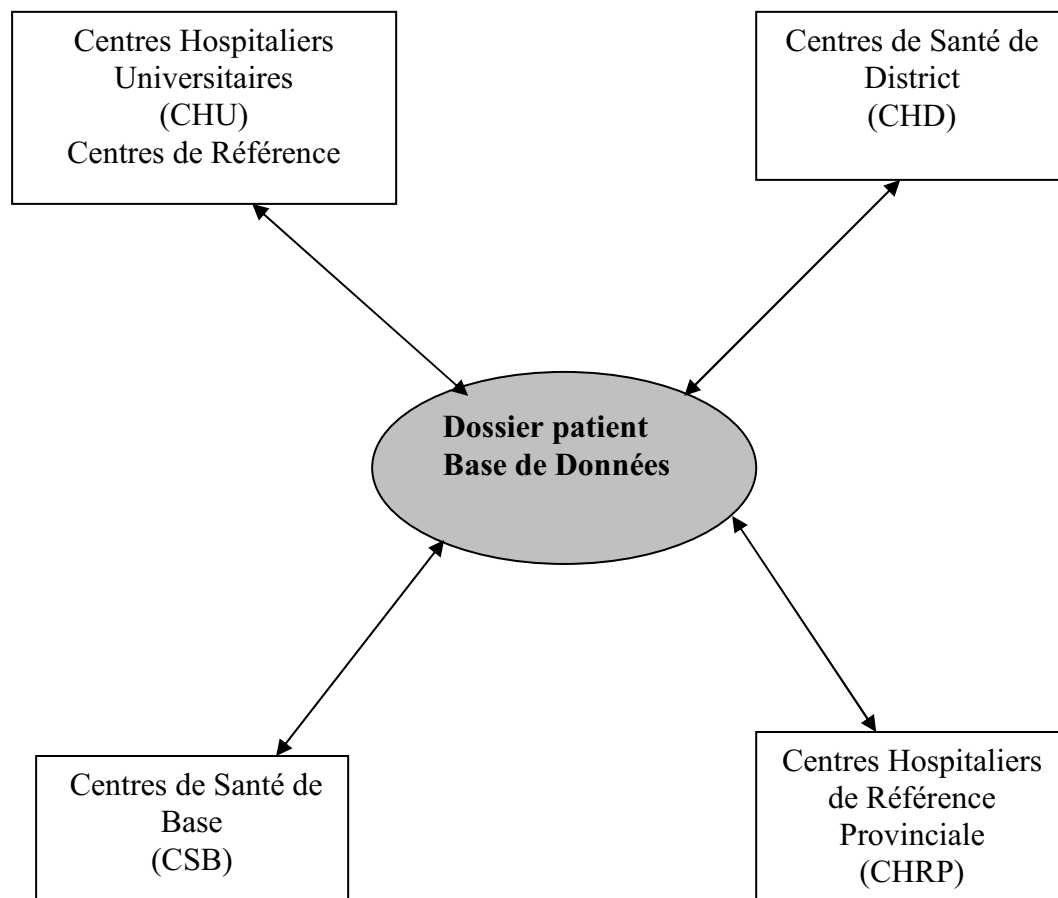 Centres Hospitaliers
Universitaires
(CHU)
Centres de Référence
Centres de Santé de
District
(CHD)
Dossier patient
Base de Données
Centres de Santé de
Base
(CSB)
Centres Hospitaliers
de Référence
Provinciale
(CHRP)